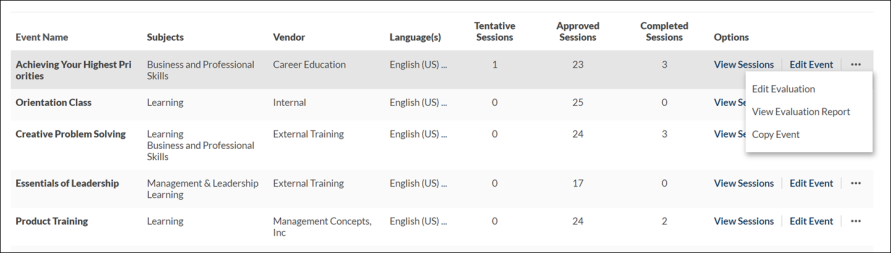 Event Name Subjects Vendor Language(s) Tentative Sessions Approved Sessions Completed Sessions Options
Achieving Your Highest Pri Business and Professional Career Education English (US) ... 1 23 3 View Sessions Edit Event ...
orities Skills
Edit Evaluation
Orientation Class Learning Internal English (US) ... 0 25 0 View Se
View Evaluation Report
Creative Problem Solving Learning External Training English (US) ... 0 24 3 View Se
Copy Event
Business and Professional
Skills
Essentials of Leadership Management & Leadership External Training English (US) ... 0 17 0 View Sessions Edit Event ...
Learning
Product Training Learning Management Concepts, English (US) ... 0 24 2 View Sessions Edit Event ...
Inc